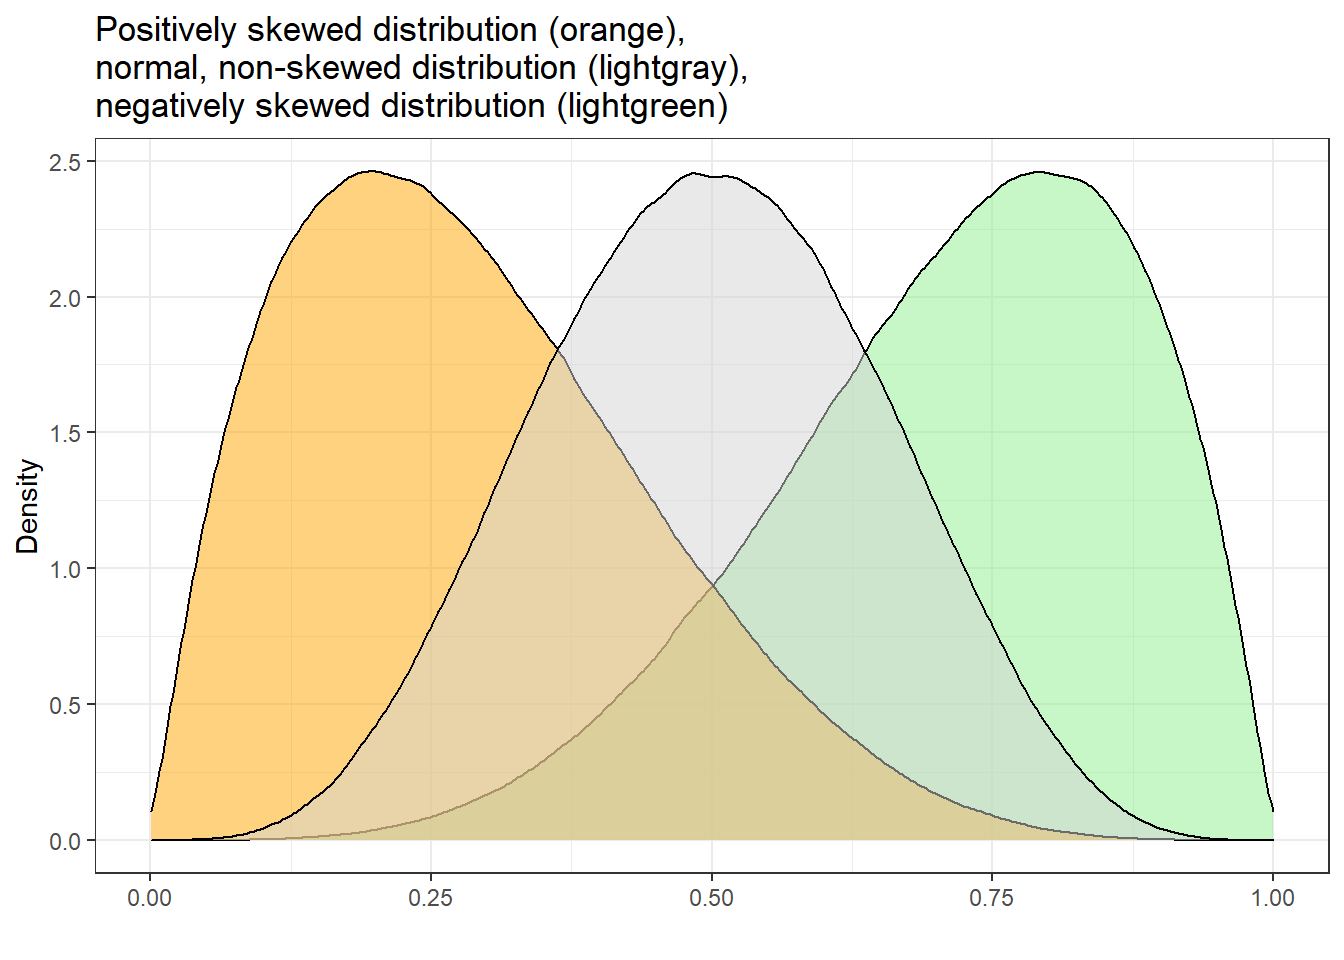 Positively skewed distribution (orange),
normal, non-skewed distribution (lightgray),
negatively skewed distribution (lightgreen)
2.5
2.0
1.5
1.0
0.5
0.0
Density
0.00 0.25 0.50 0.75 1.00